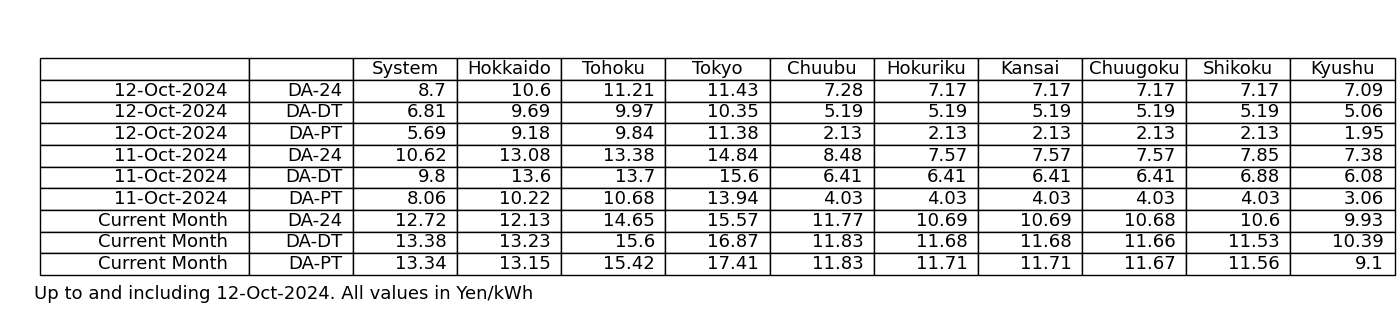 System Hokkaido Tohoku Tokyo Chuubu Hokuriku Kansai Chuugoku Shikoku Kyushu
12-Oct-2024 DA-24 8.7 10.6 11.21 11.43 7.28 7.17 7.17 7.17 7.17 7.09
12-Oct-2024 DA-DT 6.81 9.69 9.97 10.35 5.19 5.19 5.19 5.19 5.19 5.06
12-Oct-2024 DA-PT 5.69 9.18 9.84 11.38 2.13 2.13 2.13 2.13 2.13 1.95
11-Oct-2024 DA-24 10.62 13.08 13.38 14.84 8.48 7.57 7.57 7.57 7.85 7.38
11-Oct-2024 DA-DT 9.8 13.6 13.7 15.6 6.41 6.41 6.41 6.41 6.88 6.08
11-Oct-2024 DA-PT 8.06 10.22 10.68 13.94 4.03 4.03 4.03 4.03 4.03 3.06
Current Month DA-24 12.72 12.13 14.65 15.57 11.77 10.69 10.69 10.68 10.6 9.93
Current Month DA-DT 13.38 13.23 15.6 16.87 11.83 11.68 11.68 11.66 11.53 10.39
Current Month DA-PT 13.34 13.15 15.42 17.41 11.83 11.71 11.71 11.67 11.56 9.1
Up to and including 12-Oct-2024. All values in Yen/kWh